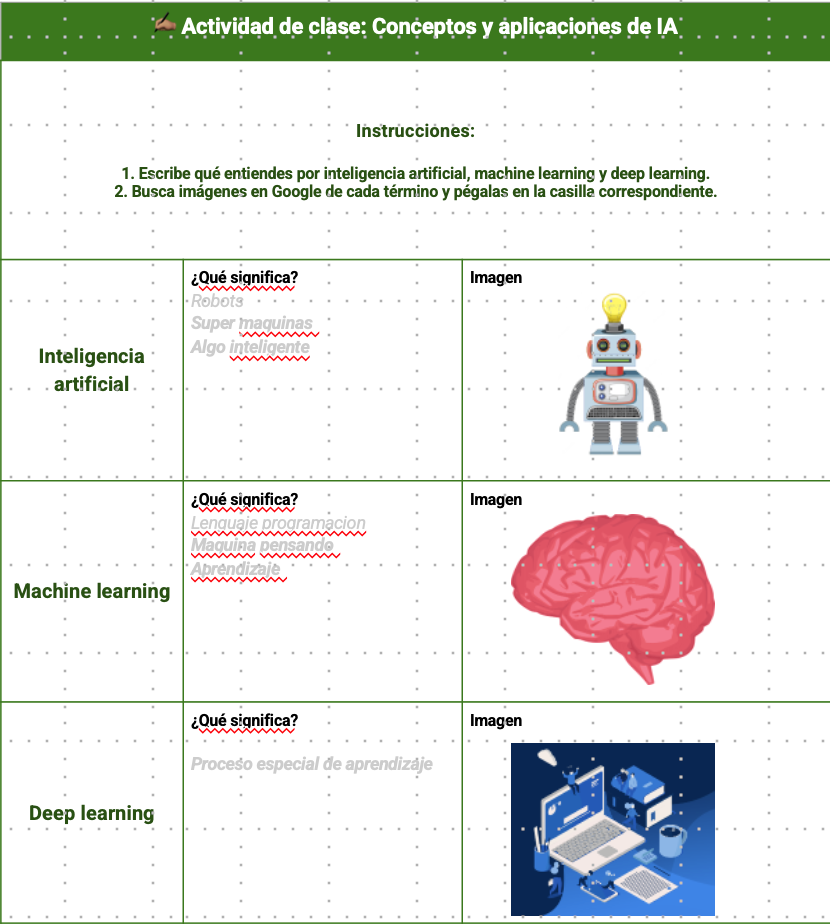 ✍🏽 Actividad de clase: Conceptos y aplicaciones de IA
Instrucciones:
1. Escribe qué entiendes por inteligencia artificial, machine learning y deep learning.
2. Busca imágenes en Google de cada término y pégalas en la casilla correspondiente.
Inteligencia
artificial
¿Qué significa?
Robots
Super maquinas
Algo inteligente
Imagen
Machine learning
¿Qué significa?
Lenguaje programacion
Maquina pensando
Aprendizaje
Imagen
Deep learning
¿Qué significa?
Proceso especial de aprendizaje
Imagen